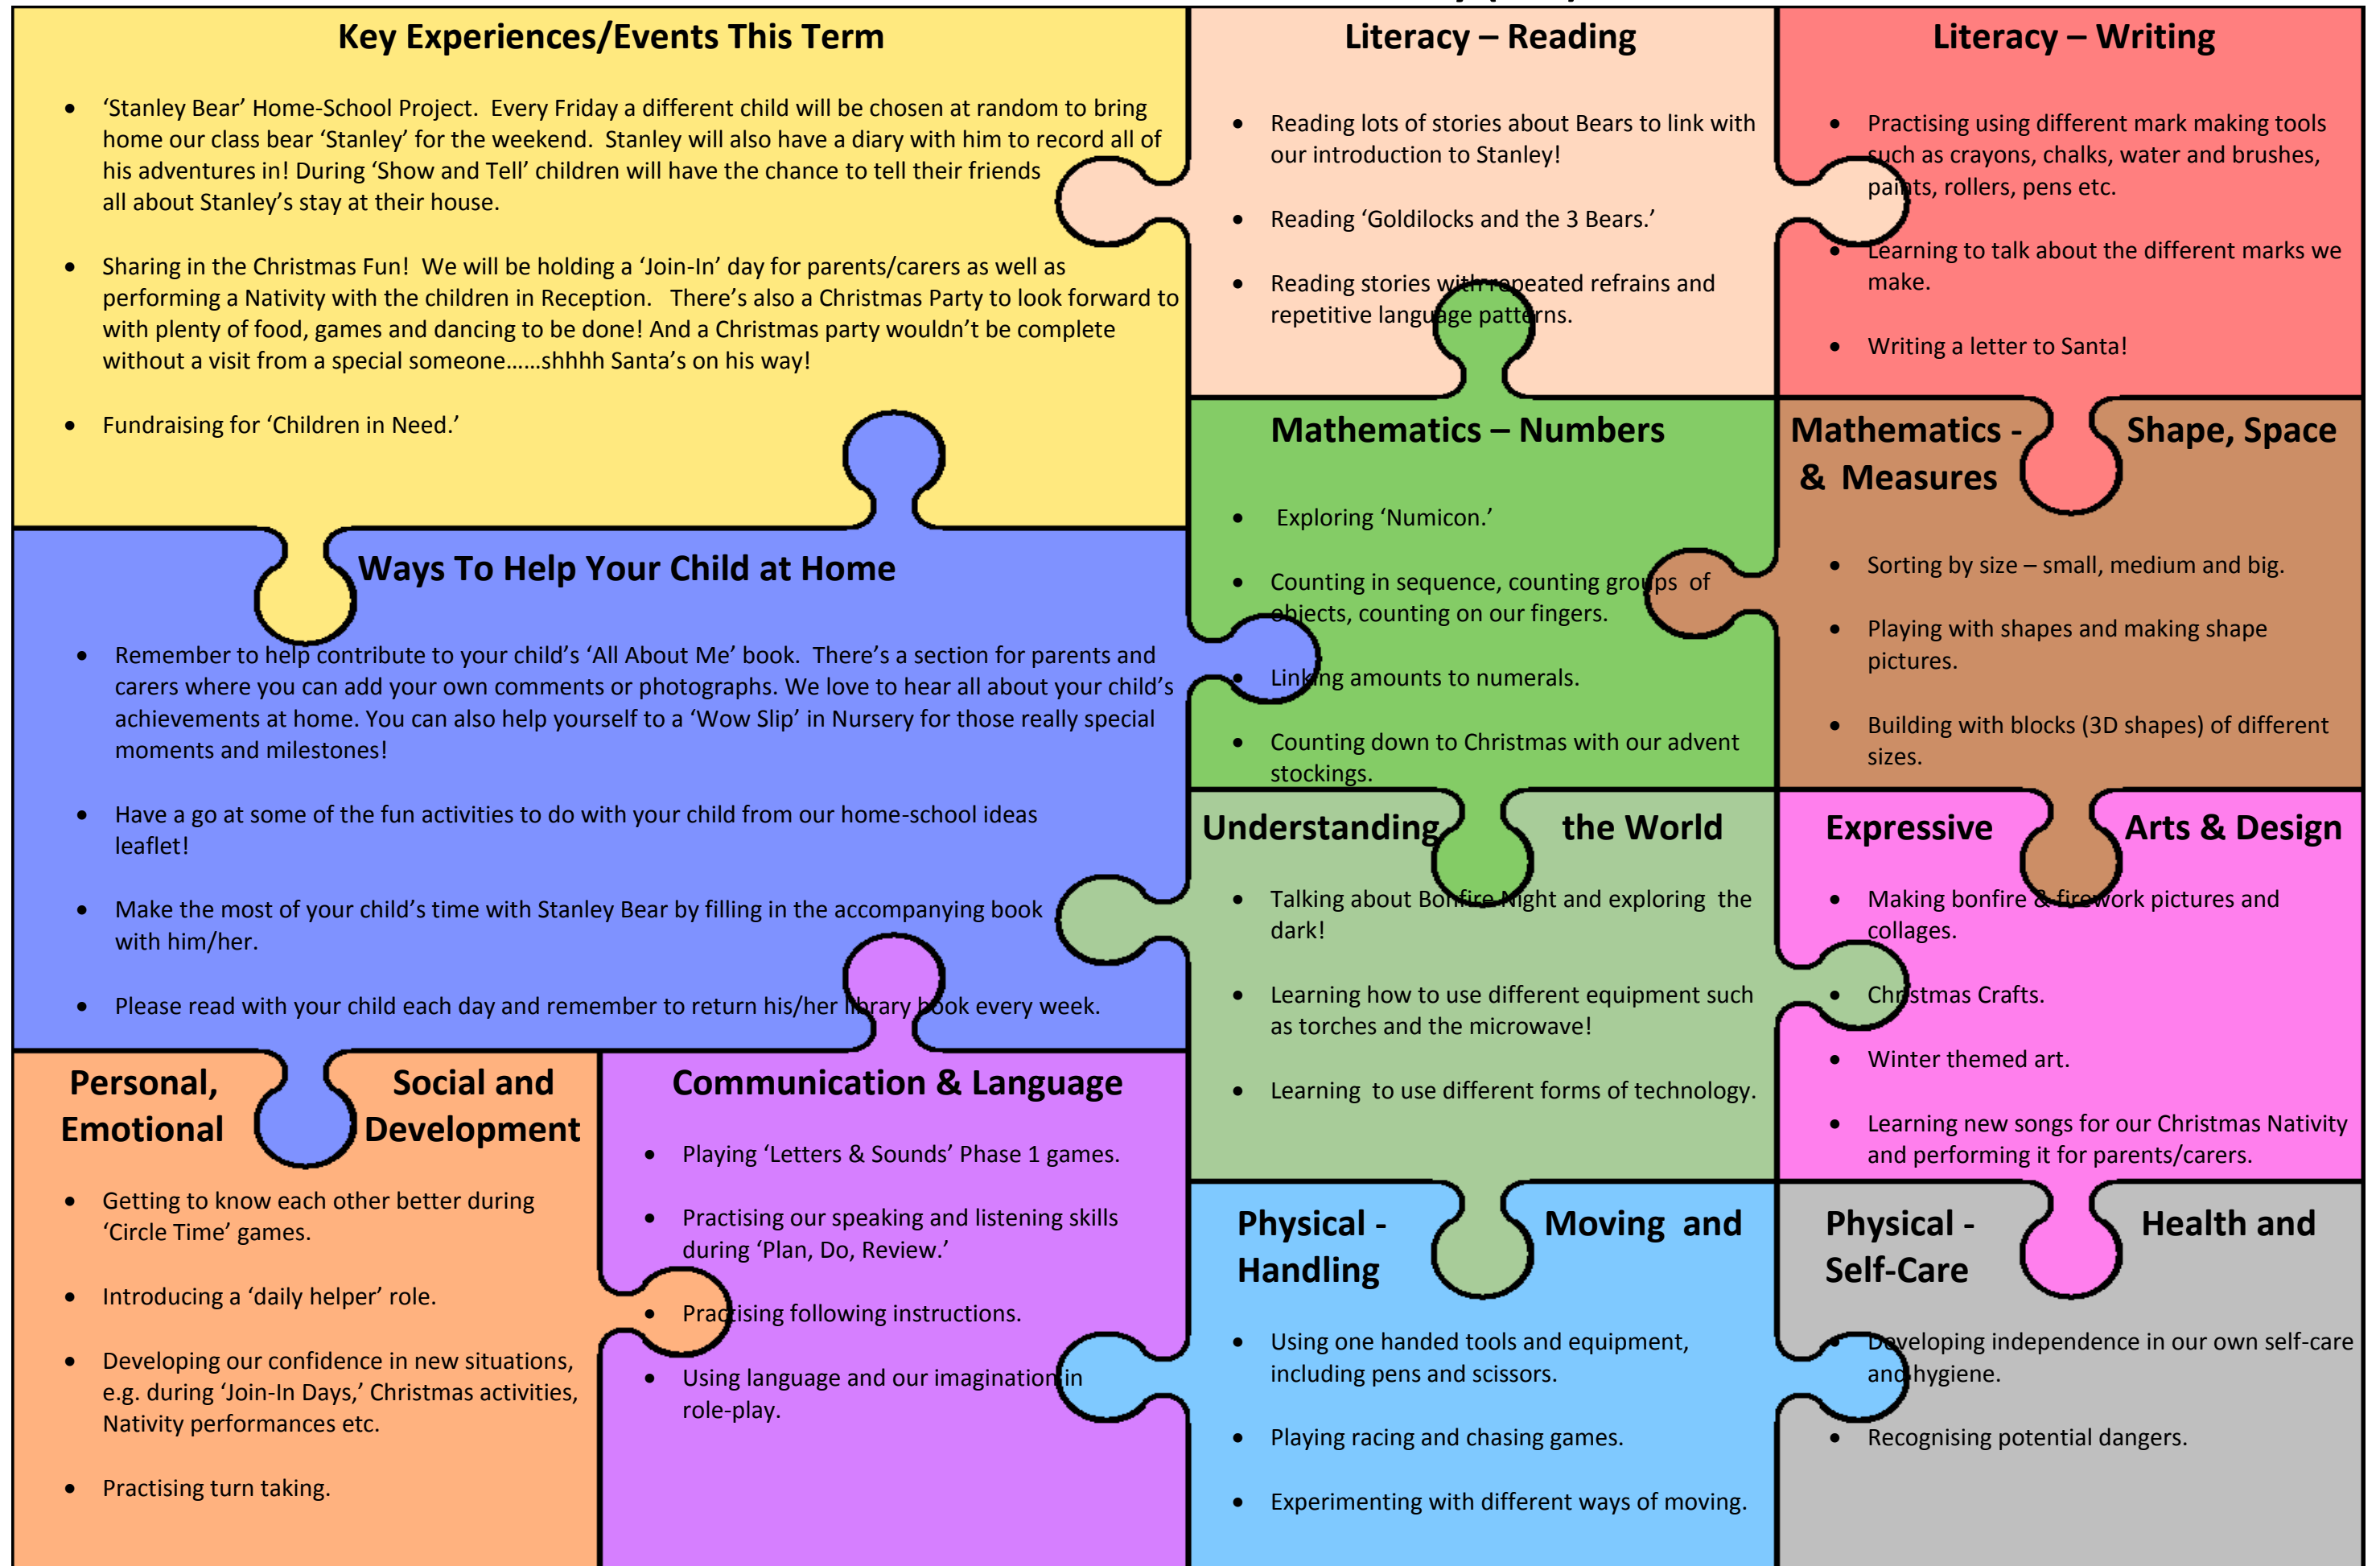 Key Experiences/Events This Term
• ‘Stanley Bear’ Home-School Project.  Every Friday a different child will be chosen at random to bring
home our class bear ‘Stanley’ for the weekend.  Stanley will also have a diary with him to record all of
his adventures in! During ‘Show and Tell’ children will have the chance to tell their friends
all about Stanley’s stay at their house.
• Sharing in the Christmas Fun!  We will be holding a ‘Join-In’ day for parents/carers as well as
performing a Nativity with the children in Reception.   There’s also a Christmas Party to look forward to
with plenty of food, games and dancing to be done! And a Christmas party wouldn’t be complete
without a visit from a special someone……shhhh Santa’s on his way!
• Fundraising for ‘Children in Need.’
Literacy – Reading
• Reading lots of stories about Bears to link with
our introduction to Stanley!
• Reading ‘Goldilocks and the 3 Bears.’
• Reading stories with repeated refrains and
repetitive language patterns.
Literacy – Writing
• Practising using different mark making tools
such as crayons, chalks, water and brushes,
paints, rollers, pens etc.
• Learning to talk about the different marks we
make.
• Writing a letter to Santa!
Ways To Help Your Child at Home
• Remember to help contribute to your child’s ‘All About Me’ book.  There’s a section for parents and
carers where you can add your own comments or photographs. We love to hear all about your child’s
achievements at home. You can also help yourself to a ‘Wow Slip’ in Nursery for those really special
moments and milestones!
• Have a go at some of the fun activities to do with your child from our home-school ideas
leaflet!
• Make the most of your child’s time with Stanley Bear by filling in the accompanying book
with him/her.
• Please read with your child each day and remember to return his/her library book every week.
Mathematics – Numbers
• Exploring ‘Numicon.’
• Counting in sequence, counting groups  of
objects, counting on our fingers.
• Linking amounts to numerals.
• Counting down to Christmas with our advent
stockings.
Mathematics - Shape, Space
& Measures
• Sorting by size – small, medium and big.
• Playing with shapes and making shape
pictures.
• Building with blocks (3D shapes) of different
sizes.
Understanding the World
• Talking about Bonfire Night and exploring  the
dark!
• Learning how to use different equipment such
as torches and the microwave!
• Learning  to use different forms of technology.
Expressive Arts & Design
• Making bonfire & firework pictures and
collages.
• Christmas Crafts.
• Winter themed art.
• Learning new songs for our Christmas Nativity
and performing it for parents/carers.
Personal, Social and
Emotional Development
• Getting to know each other better during
‘Circle Time’ games.
• Introducing a ‘daily helper’ role.
• Developing our confidence in new situations,
e.g. during ‘Join-In Days,’ Christmas activities,
Nativity performances etc.
• Practising turn taking.
Communication & Language
• Playing ‘Letters & Sounds’ Phase 1 games.
• Practising our speaking and listening skills
during ‘Plan, Do, Review.’
• Practising following instructions.
• Using language and our imagination in
role-play.
Physical - Moving  and
Handling
• Using one handed tools and equipment,
including pens and scissors.
• Playing racing and chasing games.
• Experimenting with different ways of moving.
Physical - Health and
Self-Care
• Developing independence in our own self-care
and hygiene.
• Recognising potential dangers.